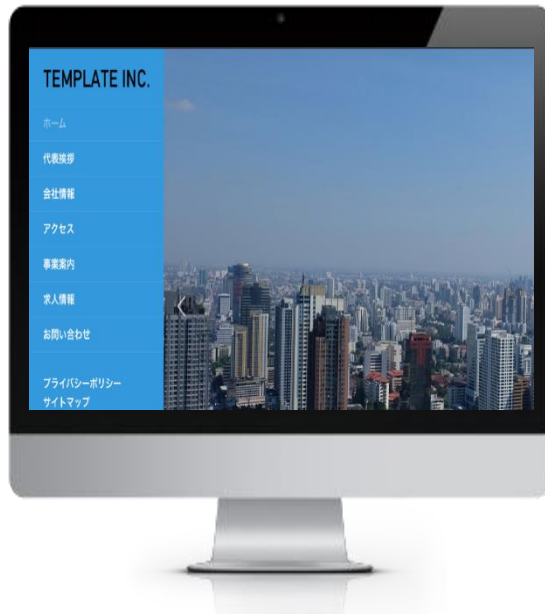 TEMPLATE INC.
ホーム
代表挨拶
会社情報
アクセス
事業案内
求人情報
お問い合わせ
プライバシーポリシー
サイトマップ